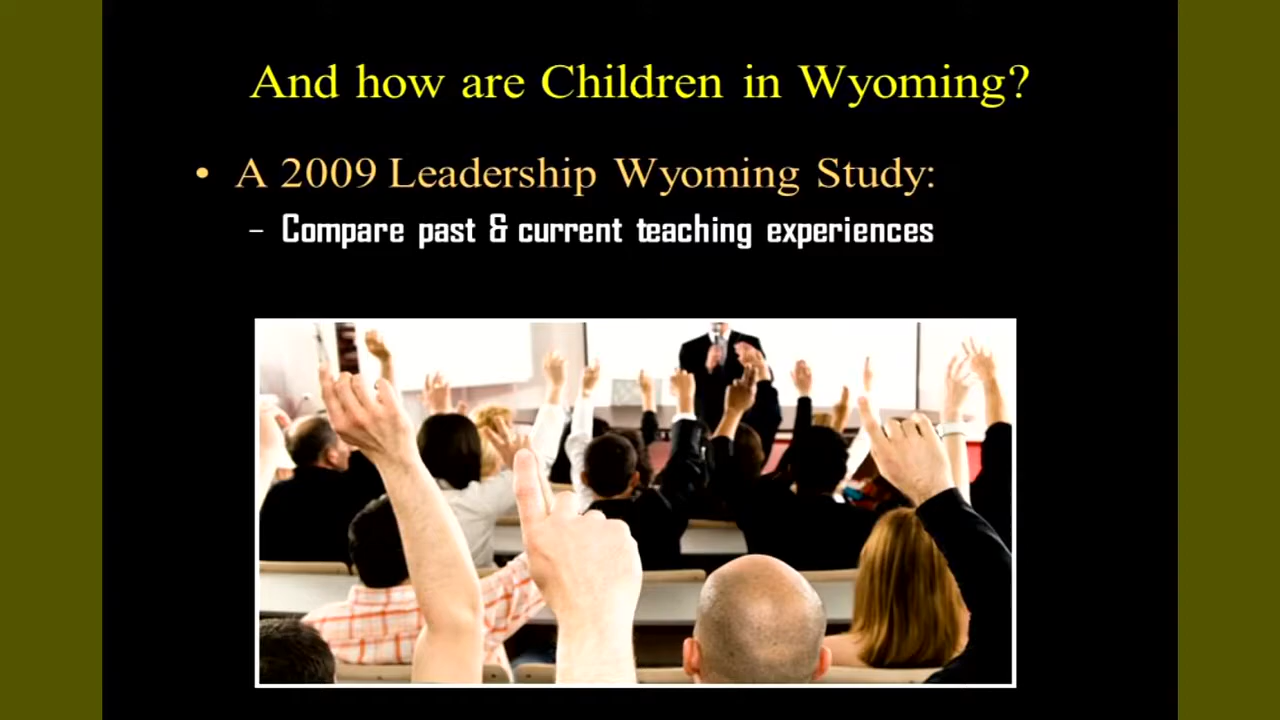 And how are Children in Wyoming?
• A 2009 Leadership Wyoming Study:
– Compare past & current teaching experiences